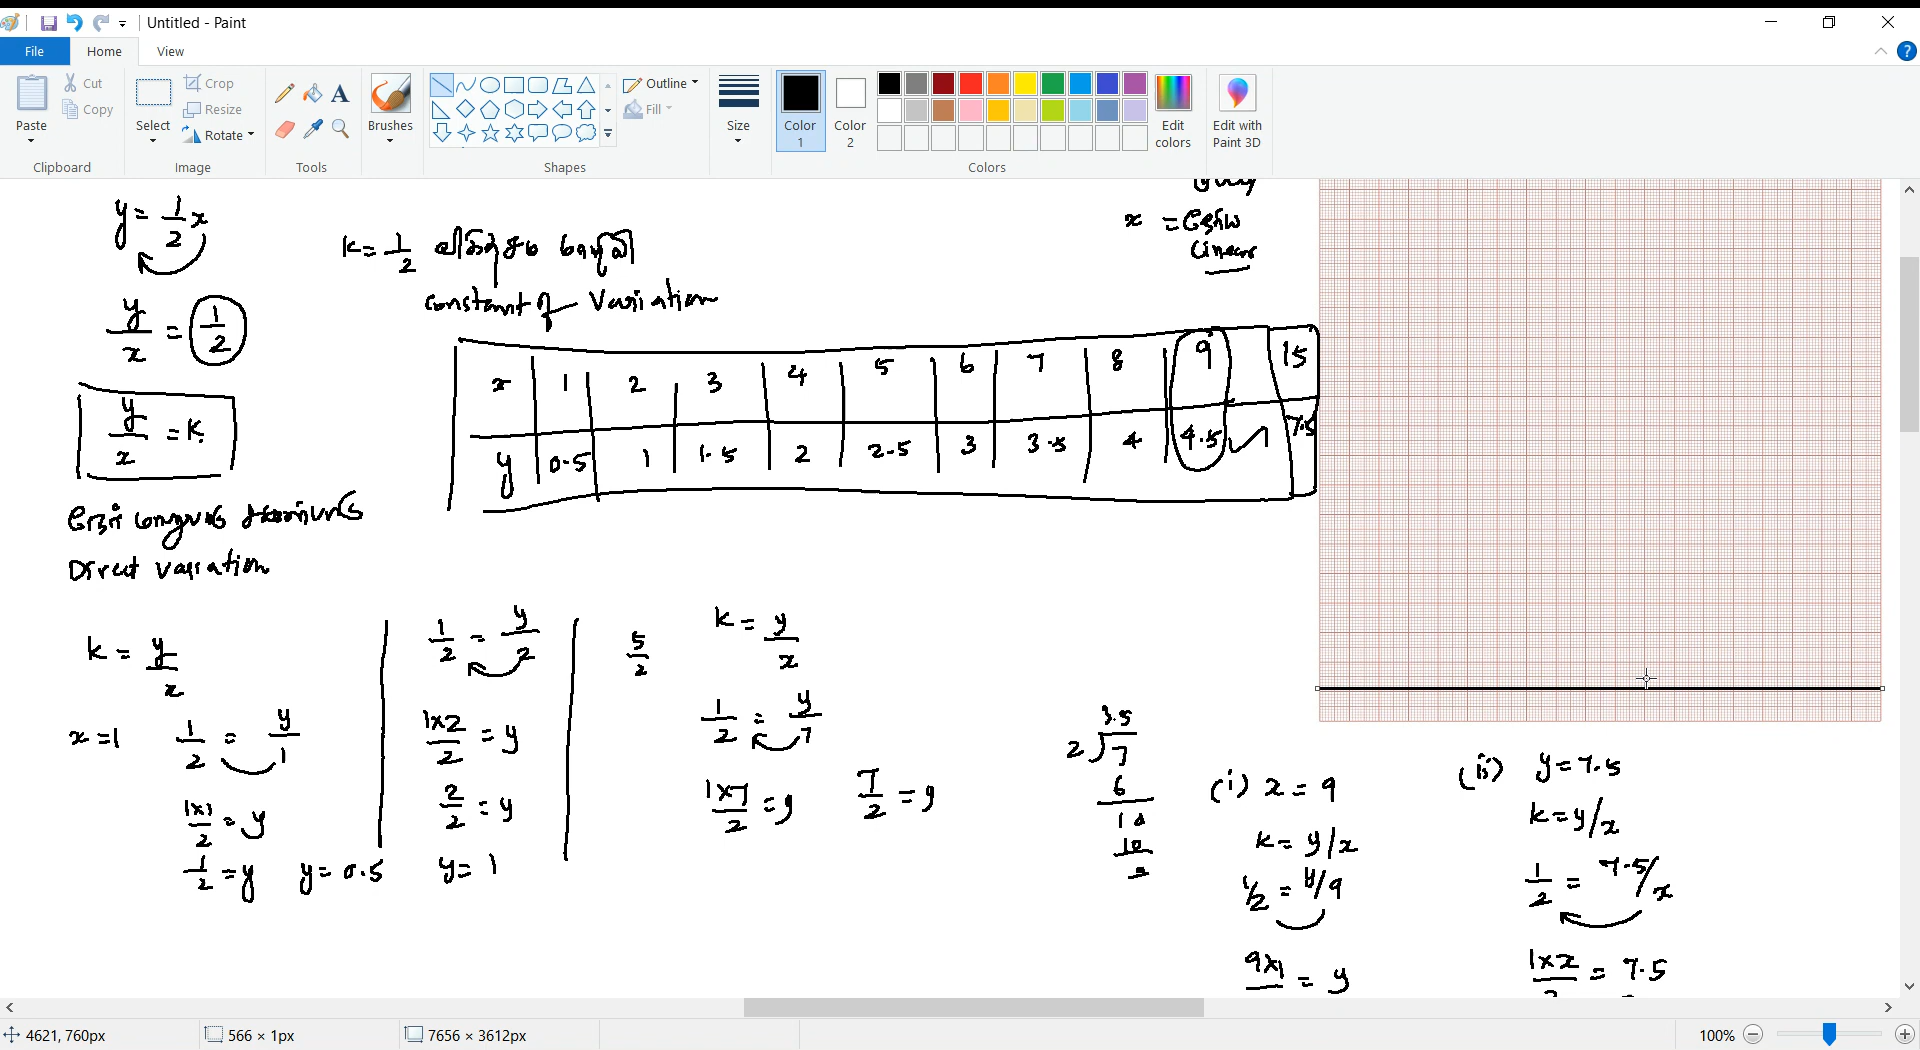 Untitled - Paint
File Home View
Paste
Cut
Copy
Clipboard
Select
Crop
Resize
Rotate
Image
Tools
Brushes
Shapes
Outline
Fill
Size
Color 1
Color 2
Edit colors
Edit with Paint 3D
Colors
y = 1/2 x
y/x = 1/2
y/x = k
Direct variation
k = 1/2
constant of Variation
x =
Linear
x 1 2 3 4 5 6 7 8 9 15
y 0.5 1 1.5 2 2.5 3 3.5 4 4.5 7.5
k = y/x
x = 1 1/2 = y/1
1x1/2 = y
1/2 = y y = 0.5
1/2 = y/2
1x2/2 = y
2/2 = y
y = 1
5/2
k = y/x
1/2 = y/7
1x7/2 = y 7/2 = y
3.5
2)7
6
10
10
(i) x = 9
k = y/x
1/2 = y/9
9x1 = y
(ii) y = 7.5
k = y/x
1/2 = 7.5/x
1xx/2 = 7.5
4621, 760px 566 × 1px 7656 × 3612px 100%